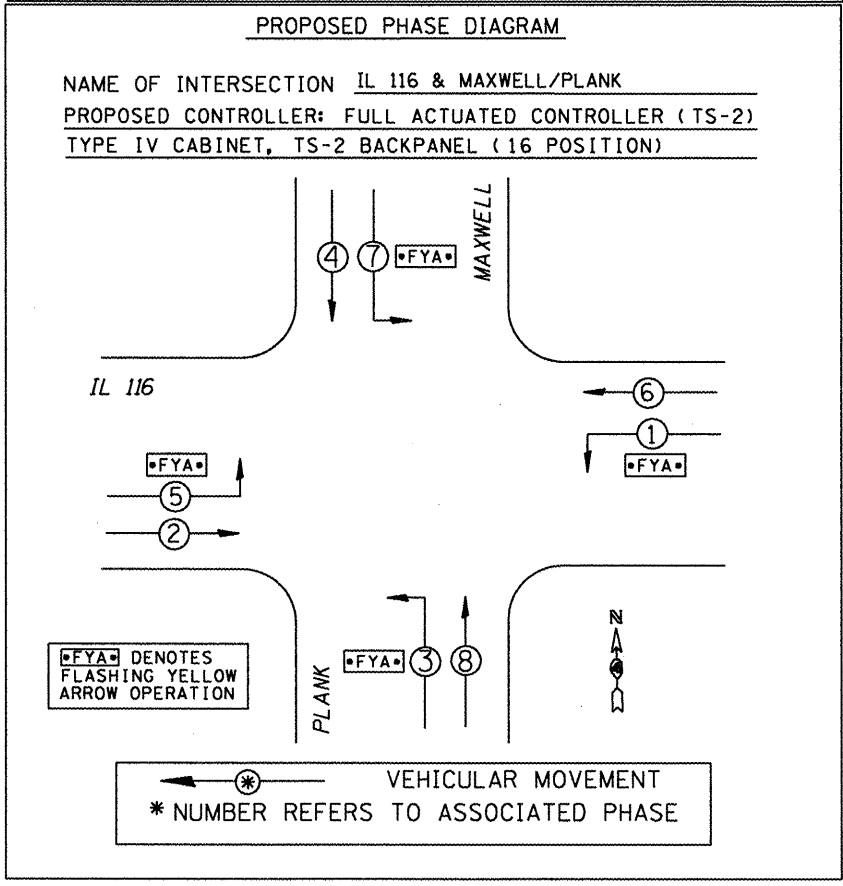 PROPOSED PHASE DIAGRAM
NAME OF INTERSECTION IL 116 & MAXWELL/PLANK
PROPOSED CONTROLLER: FULL ACTUATED CONTROLLER (TS-2)
TYPE IV CABINET, TS-2 BACKPANEL (16 POSITION)
MAXWELL
4 7 •FYA•
IL 116
6
1
•FYA•
•FYA•
5
2
N
•FYA• 3 8
PLANK
•FYA• DENOTES
FLASHING YELLOW
ARROW OPERATION
* VEHICULAR MOVEMENT
* NUMBER REFERS TO ASSOCIATED PHASE